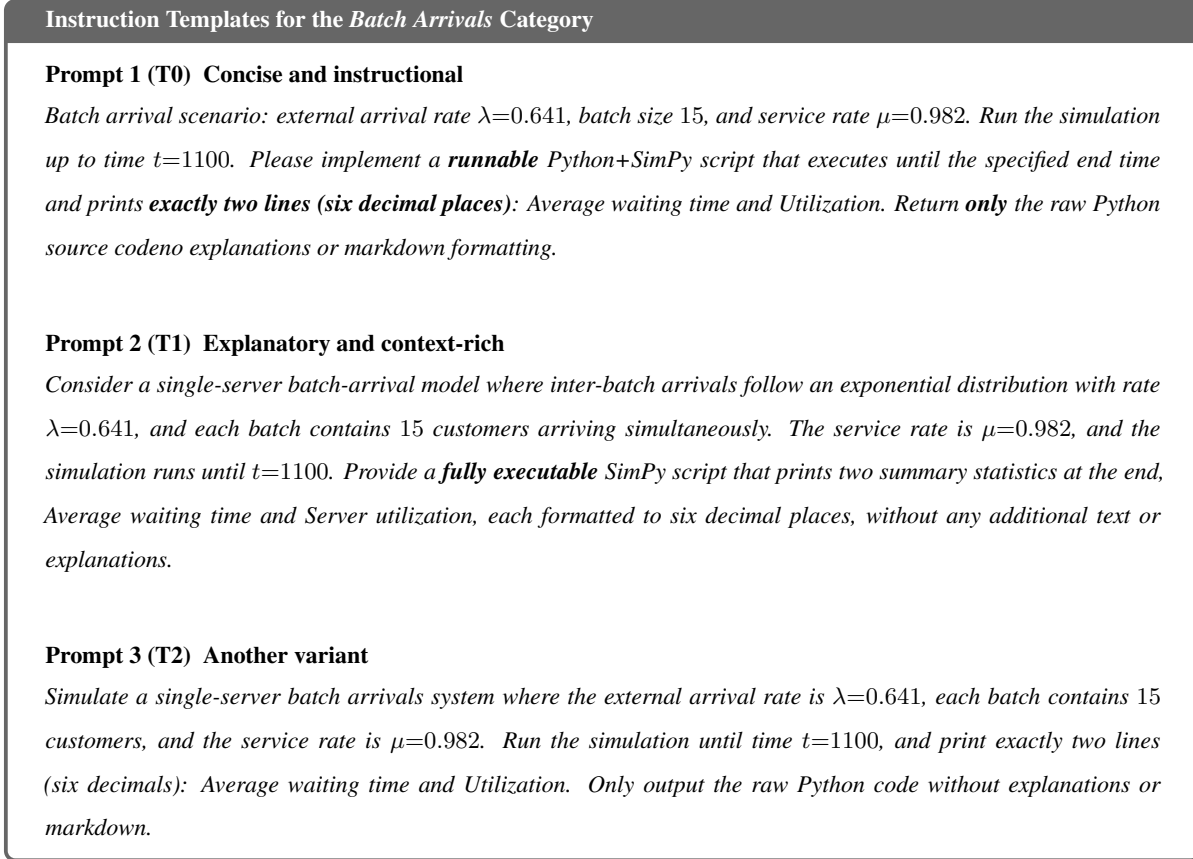 Instruction Templates for the Batch Arrivals Category
Prompt 1 (T0) Concise and instructional
Batch arrival scenario: external arrival rate λ=0.641, batch size 15, and service rate μ=0.982. Run the simulation
up to time t=1100. Please implement a runnable Python+SimPy script that executes until the specified end time
and prints exactly two lines (six decimal places): Average waiting time and Utilization. Return only the raw Python
source codeno explanations or markdown formatting.
Prompt 2 (T1) Explanatory and context-rich
Consider a single-server batch-arrival model where inter-batch arrivals follow an exponential distribution with rate
λ=0.641, and each batch contains 15 customers arriving simultaneously. The service rate is μ=0.982, and the
simulation runs until t=1100. Provide a fully executable SimPy script that prints two summary statistics at the end,
Average waiting time and Server utilization, each formatted to six decimal places, without any additional text or
explanations.
Prompt 3 (T2) Another variant
Simulate a single-server batch arrivals system where the external arrival rate is λ=0.641, each batch contains 15
customers, and the service rate is μ=0.982. Run the simulation until time t=1100, and print exactly two lines
(six decimals): Average waiting time and Utilization. Only output the raw Python code without explanations or
markdown.